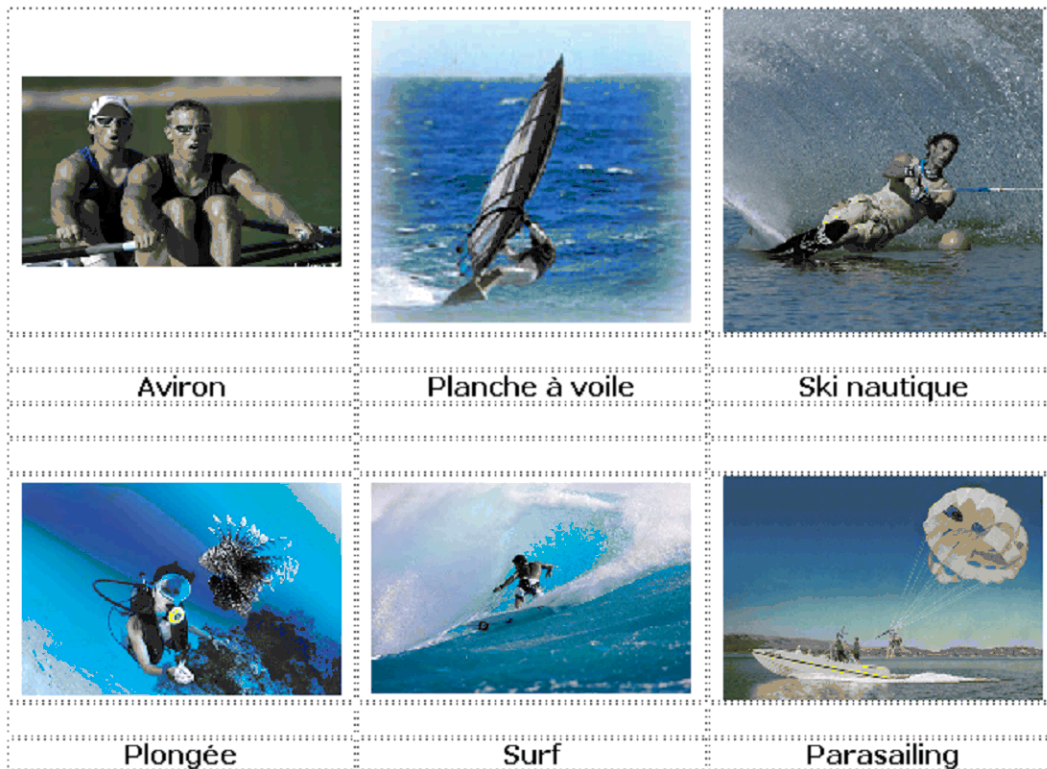 Aviron
Planche à voile
Ski nautique
Plongée
Surf
Parasailing